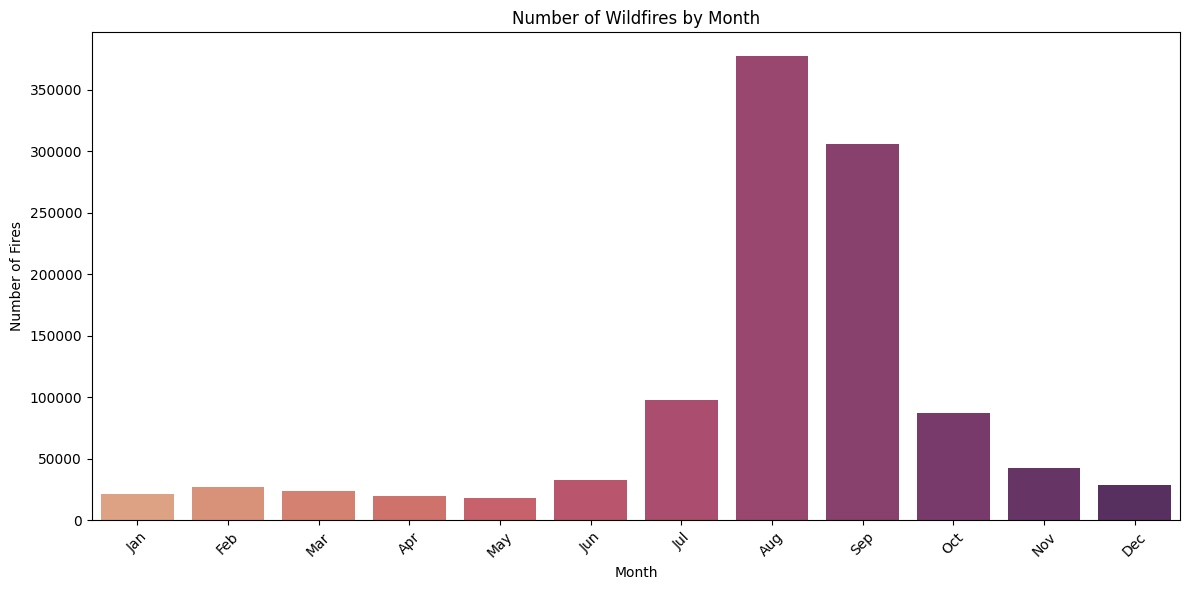 Number of Wildfires by Month
Number of Fires
350000
300000
250000
200000
150000
100000
50000
0
Jan Feb Mar Apr May Jun Jul Aug Sep Oct Nov Dec
Month